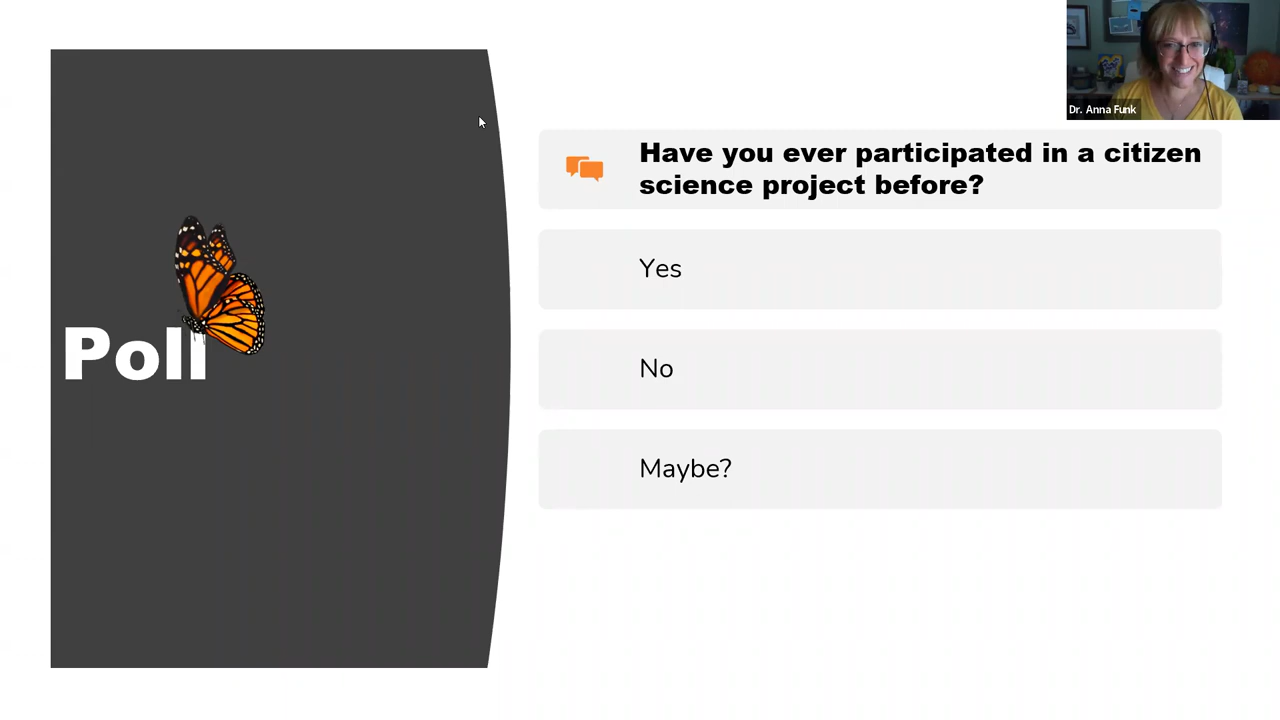 Dr. Anna Funk
Have you ever participated in a citizen
science project before?
Yes
No
Maybe?
Poll